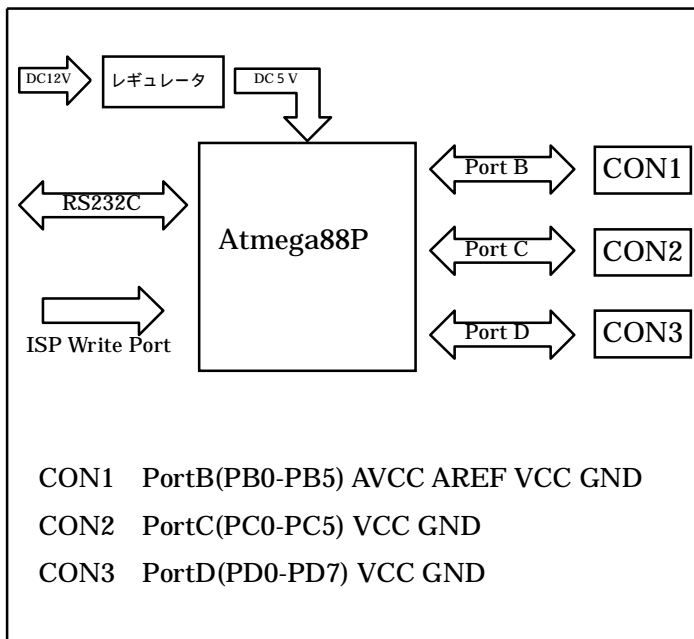 DC12V
レギュレータ
DC５V
RS232C
Atmega88P
Port B
CON1
Port C
CON2
ISP Write Port
Port D
CON3
CON1 PortB(PB0-PB5) AVCC AREF VCC GND
CON2 PortC(PC0-PC5) VCC GND
CON3 PortD(PD0-PD7) VCC GND